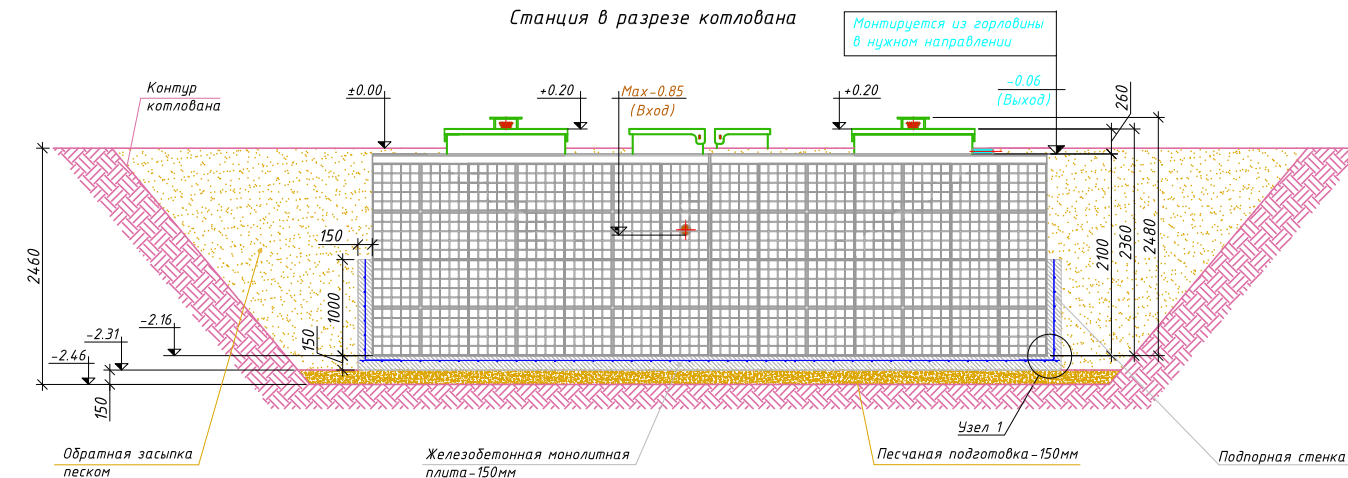 Станция в разрезе котлована
Монтируется из горловины
в нужном направлении
Контур
котлована
±0.00
+0.20
Max-0.85
(Вход)
+0.20
-0.06
(Выход)
260
150
2460
1000
150
2100
2360
2480
-2.16
-2.31
-2.46
150
Узел 1
Обратная засыпка
песком
Железобетонная монолитная
плита-150мм
Песчаная подготовка-150мм
Подпорная стенка